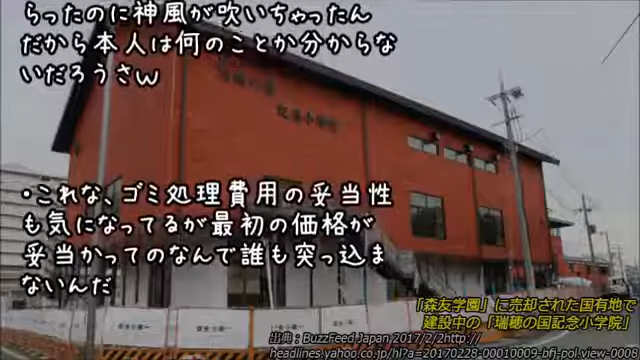 らったのに神風が吹いちゃったん
だから本人は何のことか分からな
いだろうさw
・これな、ゴミ処理費用の妥当性
も気になってるが最初の価格が
妥当かってのなんで誰も突っ込ま
ないんだ
「森友学園」に売却された国有地で
建設中の「瑞穂の国記念小学院」
出典：BuzzFeed Japan 2017/2/2http://
headlines.yahoo.co.jp/hl?a=20170228-00010009-bfj-pol.view-000b